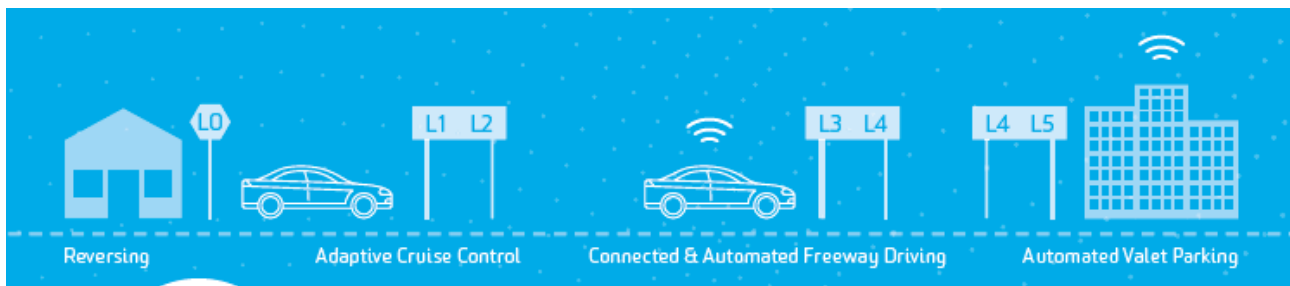 L0
L1 L2
L3 L4
L4 L5
Reversing
Adaptive Cruise Control
Connected & Automated Freeway Driving
Automated Valet Parking